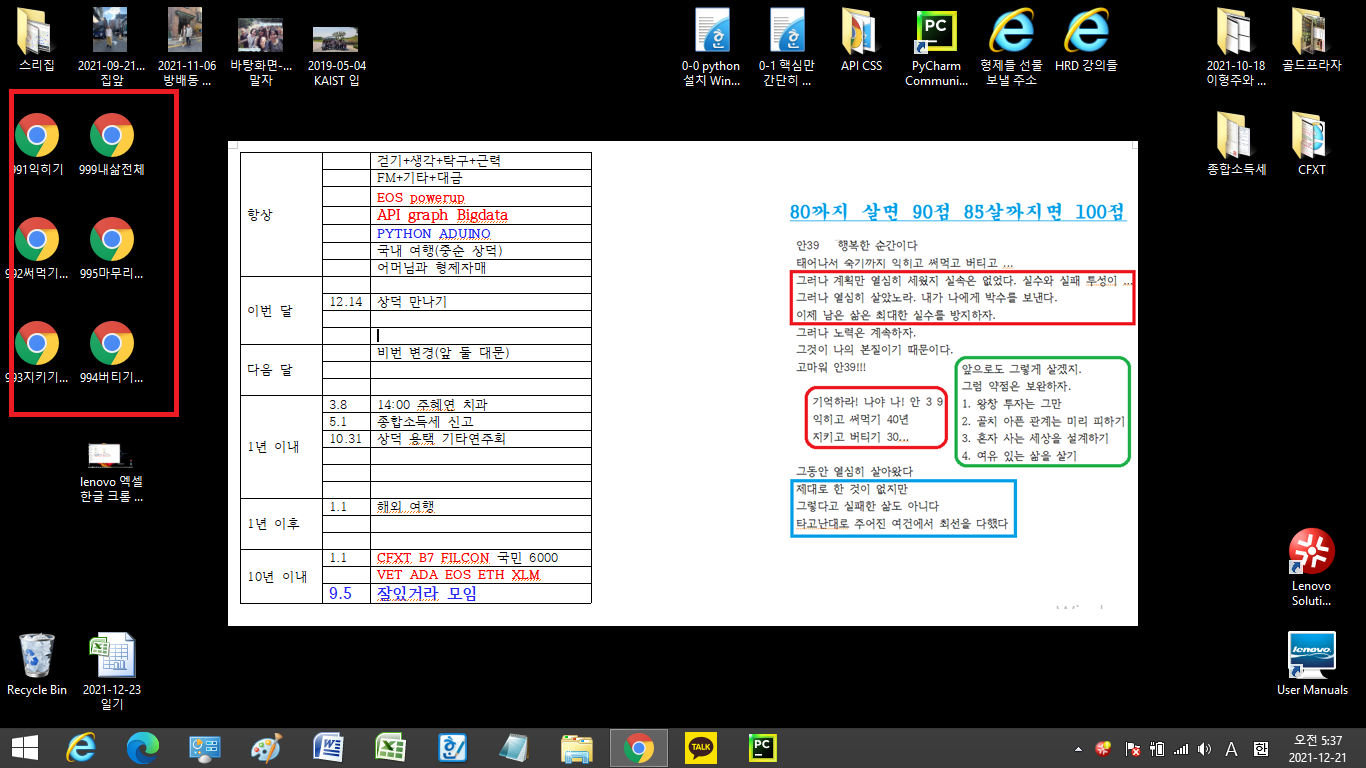 스리집
2021-09-21... 집앞
2021-11-06 방배동 ...
바탕화면-... 말자
2019-05-04 KAIST 입
0-0 python 설치 Win...
0-1 핵심만 간단히 ...
API CSS
PyCharm Communi...
형제들 선물 보낼 주소
HRD 강의들
2021-10-18 이형주와 ...
골드프라자
991익히기
999내삶전체
종합소득세
CFXT
992써먹기...
995마무리...
993지키기...
994버티기...
lenovo 엑셀 한글 크롬 ...
항상
걷기+생각+탁구+근력
FM+기타+대금
EOS powerup
API graph Bigdata
PYTHON ADUINO
국내 여행(중순 상덕)
어머님과 형제자매
이번 달
12.14 상덕 만나기
다음 달
비번 변경(앞 둘 대문)
1년 이내
3.8 14:00 주혜연 치과
5.1 종합소득세 신고
10.31 상덕 용택 기타연주회
1년 이후
1.1 해외 여행
10년 이내
1.1 CFXT B7 FILCON 국민 6000
VET ADA EOS ETH XLM
9.5 잘있거라 모임
80까지 살면 90점 85살까지면 100점
안39 행복한 순간이다
태어나서 죽기까지 익히고 써먹고 버티고 ...
그러나 계획만 열심히 세웠지 실속은 없었다. 실수와 실패 투성이 ...
그러나 열심히 살았노라. 내가 나에게 박수를 보낸다.
이제 남은 삶은 최대한 실수를 방지하자.
그러나 노력은 계속하자.
그것이 나의 본질이기 때문이다.
고마워 안39!!!
앞으로도 그렇게 살겠지.
그럼 약점은 보완하자.
1. 왕창 투자는 그만
2. 골치 아픈 관계는 미리 피하기
3. 혼자 사는 세상을 설계하기
4. 여유 있는 삶을 살기
기억하라! 나야 나! 안 3 9
익히고 써먹기 40년
지키고 버티기 30...
그동안 열심히 살아왔다
제대로 한 것이 없지만
그렇다고 실패한 삶도 아니다
타고난대로 주어진 여건에서 최선을 다했다
Lenovo Soluti...
lenovo
User Manuals
Recycle Bin
2021-12-23 일기
TALK
PC
A 한
오전 5:37
2021-12-21